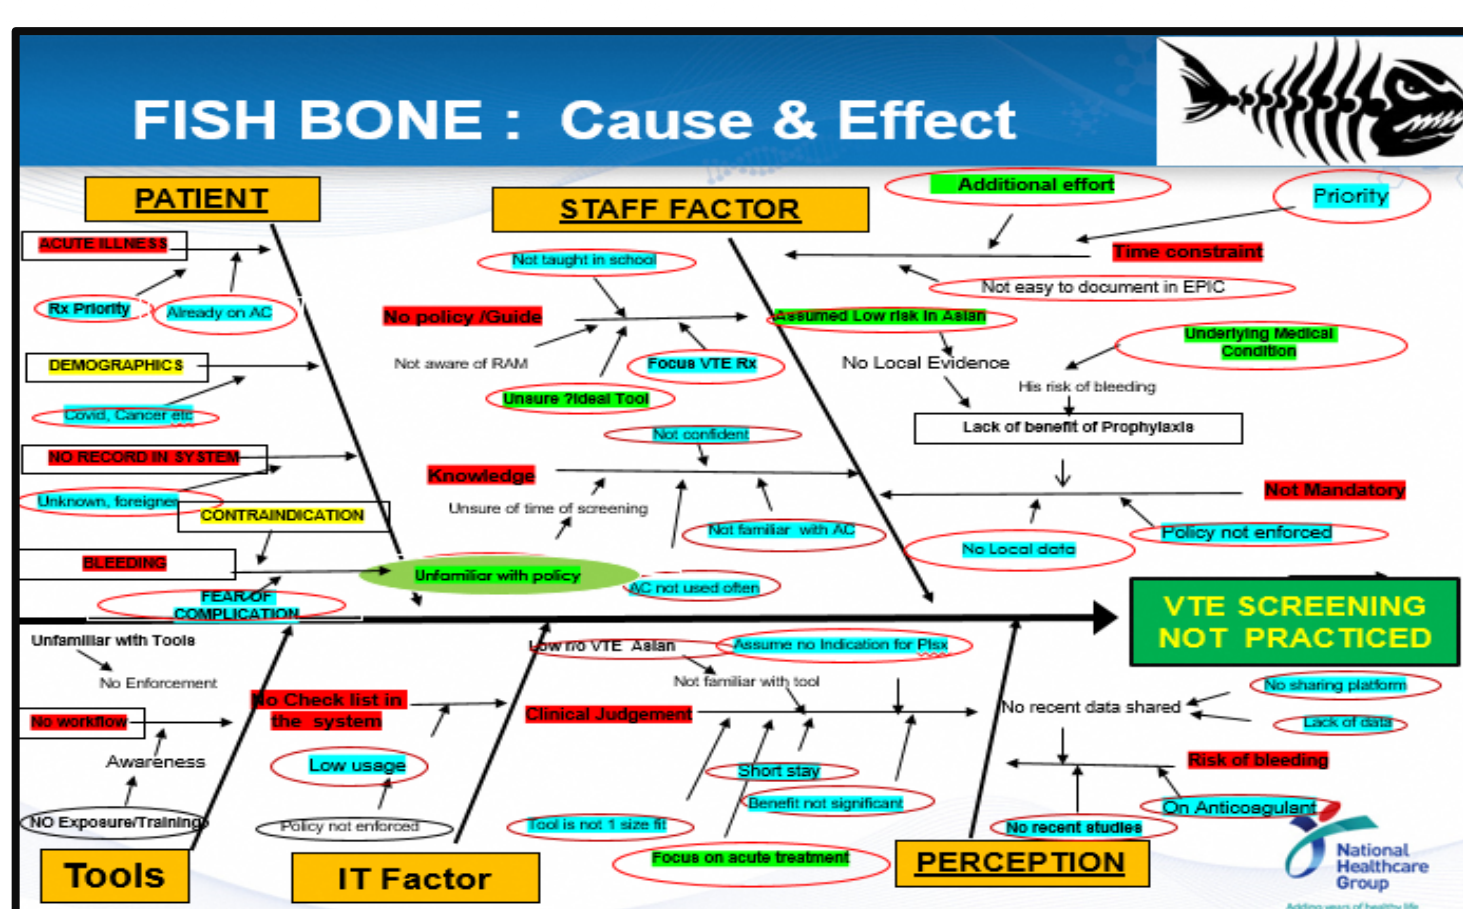 FISH BONE : Cause & Effect
PATIENT
STAFF FACTOR
Additional effort
Priority
ACUTE ILLNESS
Not taught in school
Time constraint
Rx Priority
Already on AC
No policy /Guide
Not easy to document in EPIC
Assumed Low risk in Asian
Underlying Medical
Condition
DEMOGRAPHICS
Not aware of RAM
Focus VTE Rx
No Local Evidence
His risk of bleeding
Unsure ?Ideal Tool
Covid, Cancer etc
Lack of benefit of Prophylaxis
Not confident
NO RECORD IN SYSTEM
Knowledge
Not Mandatory
Unknown, foreigner
Unsure of time of screening
CONTRAINDICATION
Not familiar with AC
Policy not enforced
No Local data
BLEEDING
Unfamiliar with policy
AC not used often
FEAR OF
COMPLICATION
VTE SCREENING
NOT PRACTICED
Unfamiliar with Tools
Low r/o VTE Asian
Assume no Indication for Plsx
No Enforcement
Not familiar with tool
No sharing platform
No Check list in
the system
No workflow
Clinical Judgement
No recent data shared
Lack of data
Awareness
Low usage
Short stay
Risk of bleeding
Benefit not significant
On Anticoagulant
NO Exposure/Training
Policy not enforced
Tool is not 1 size fit
No recent studies
Focus on acute treatment
Tools
IT Factor
PERCEPTION
National
Healthcare
Group
Adding years of healthy life